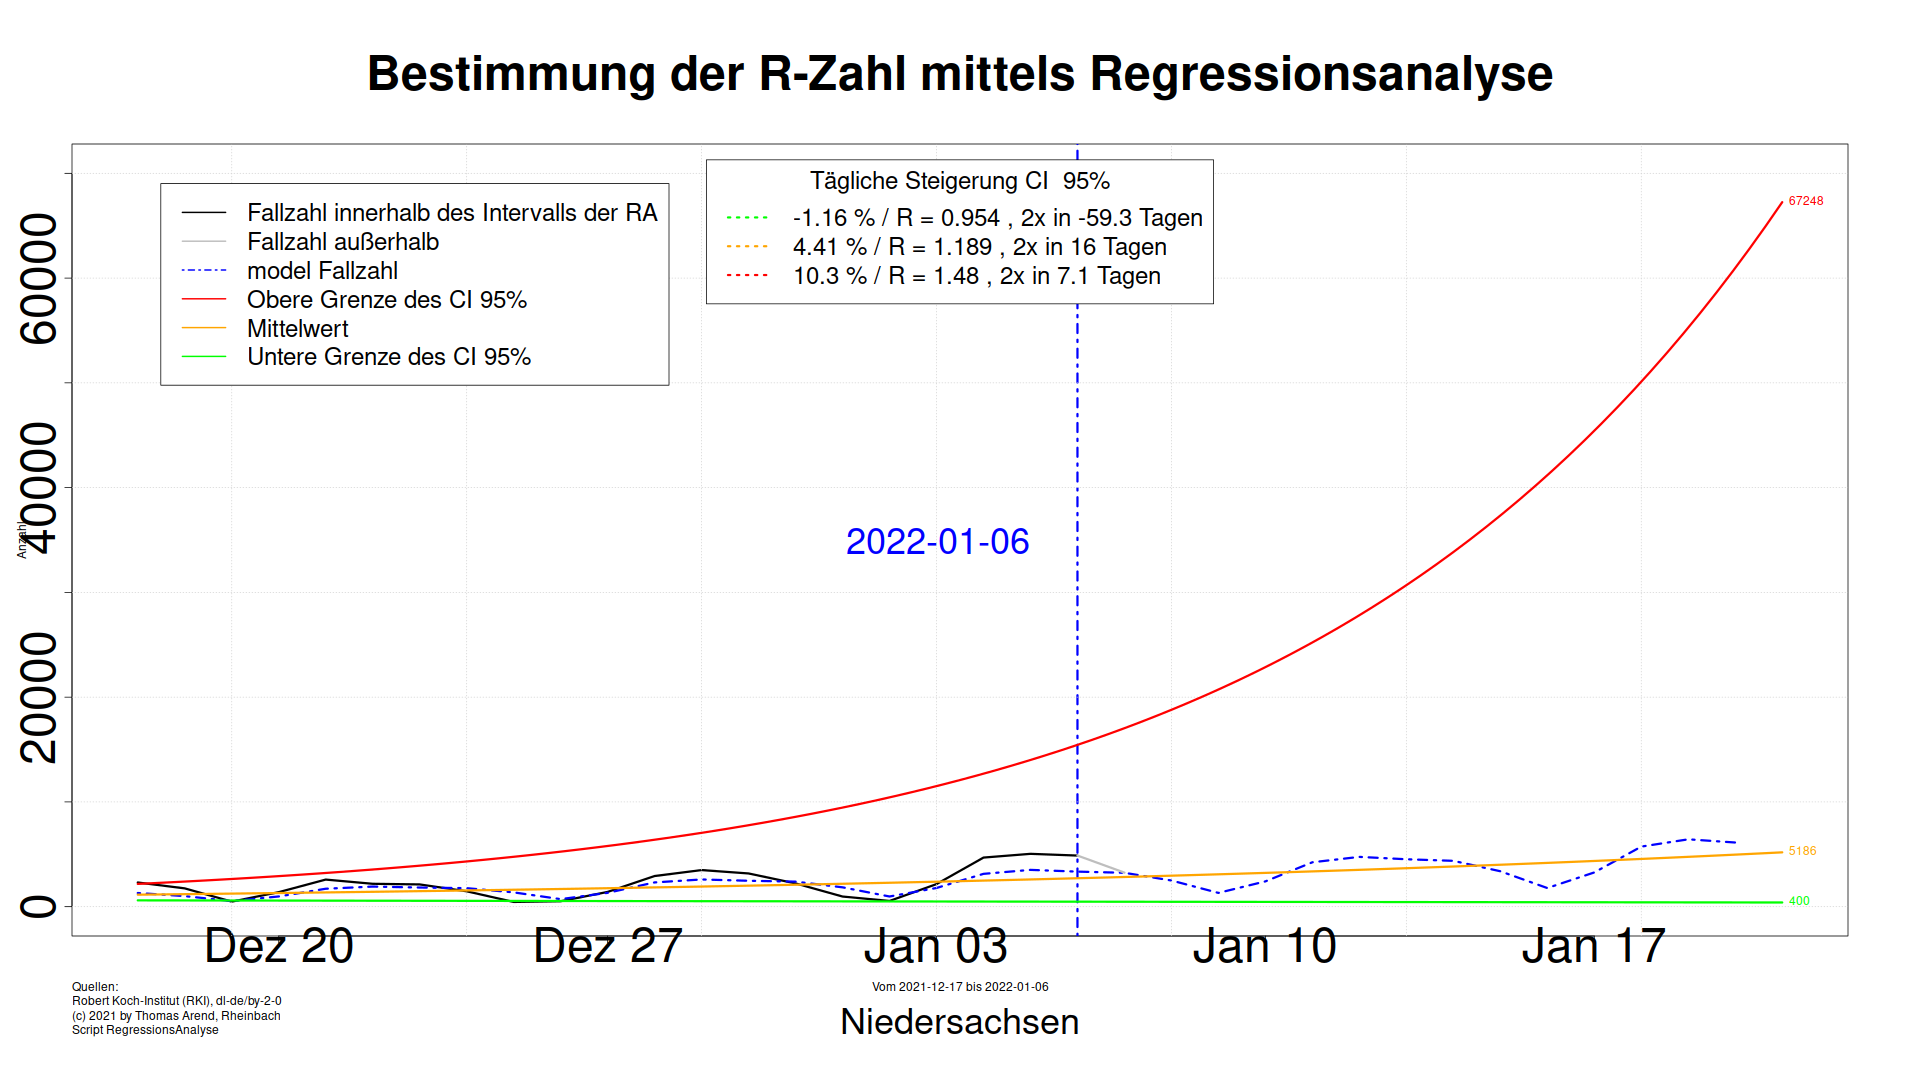 Bestimmung der R-Zahl mittels Regressionsanalyse
Fallzahl innerhalb des Intervalls der RA
Fallzahl außerhalb
model Fallzahl
Obere Grenze des CI 95%
Mittelwert
Untere Grenze des CI 95%
Tägliche Steigerung CI  95%
-1.16 % / R = 0.954 , 2x in -59.3 Tagen
4.41 % / R = 1.189 , 2x in 16 Tagen
10.3 % / R = 1.48 , 2x in 7.1 Tagen
67248
60000
40000
20000
0
Anzahl
2022-01-06
5186
400
Dez 20
Dez 27
Jan 03
Jan 10
Jan 17
Quellen:
Robert Koch-Institut (RKI), dl-de/by-2-0
(c) 2021 by Thomas Arend, Rheinbach
Script RegressionsAnalyse
Vom 2021-12-17 bis 2022-01-06
Niedersachsen